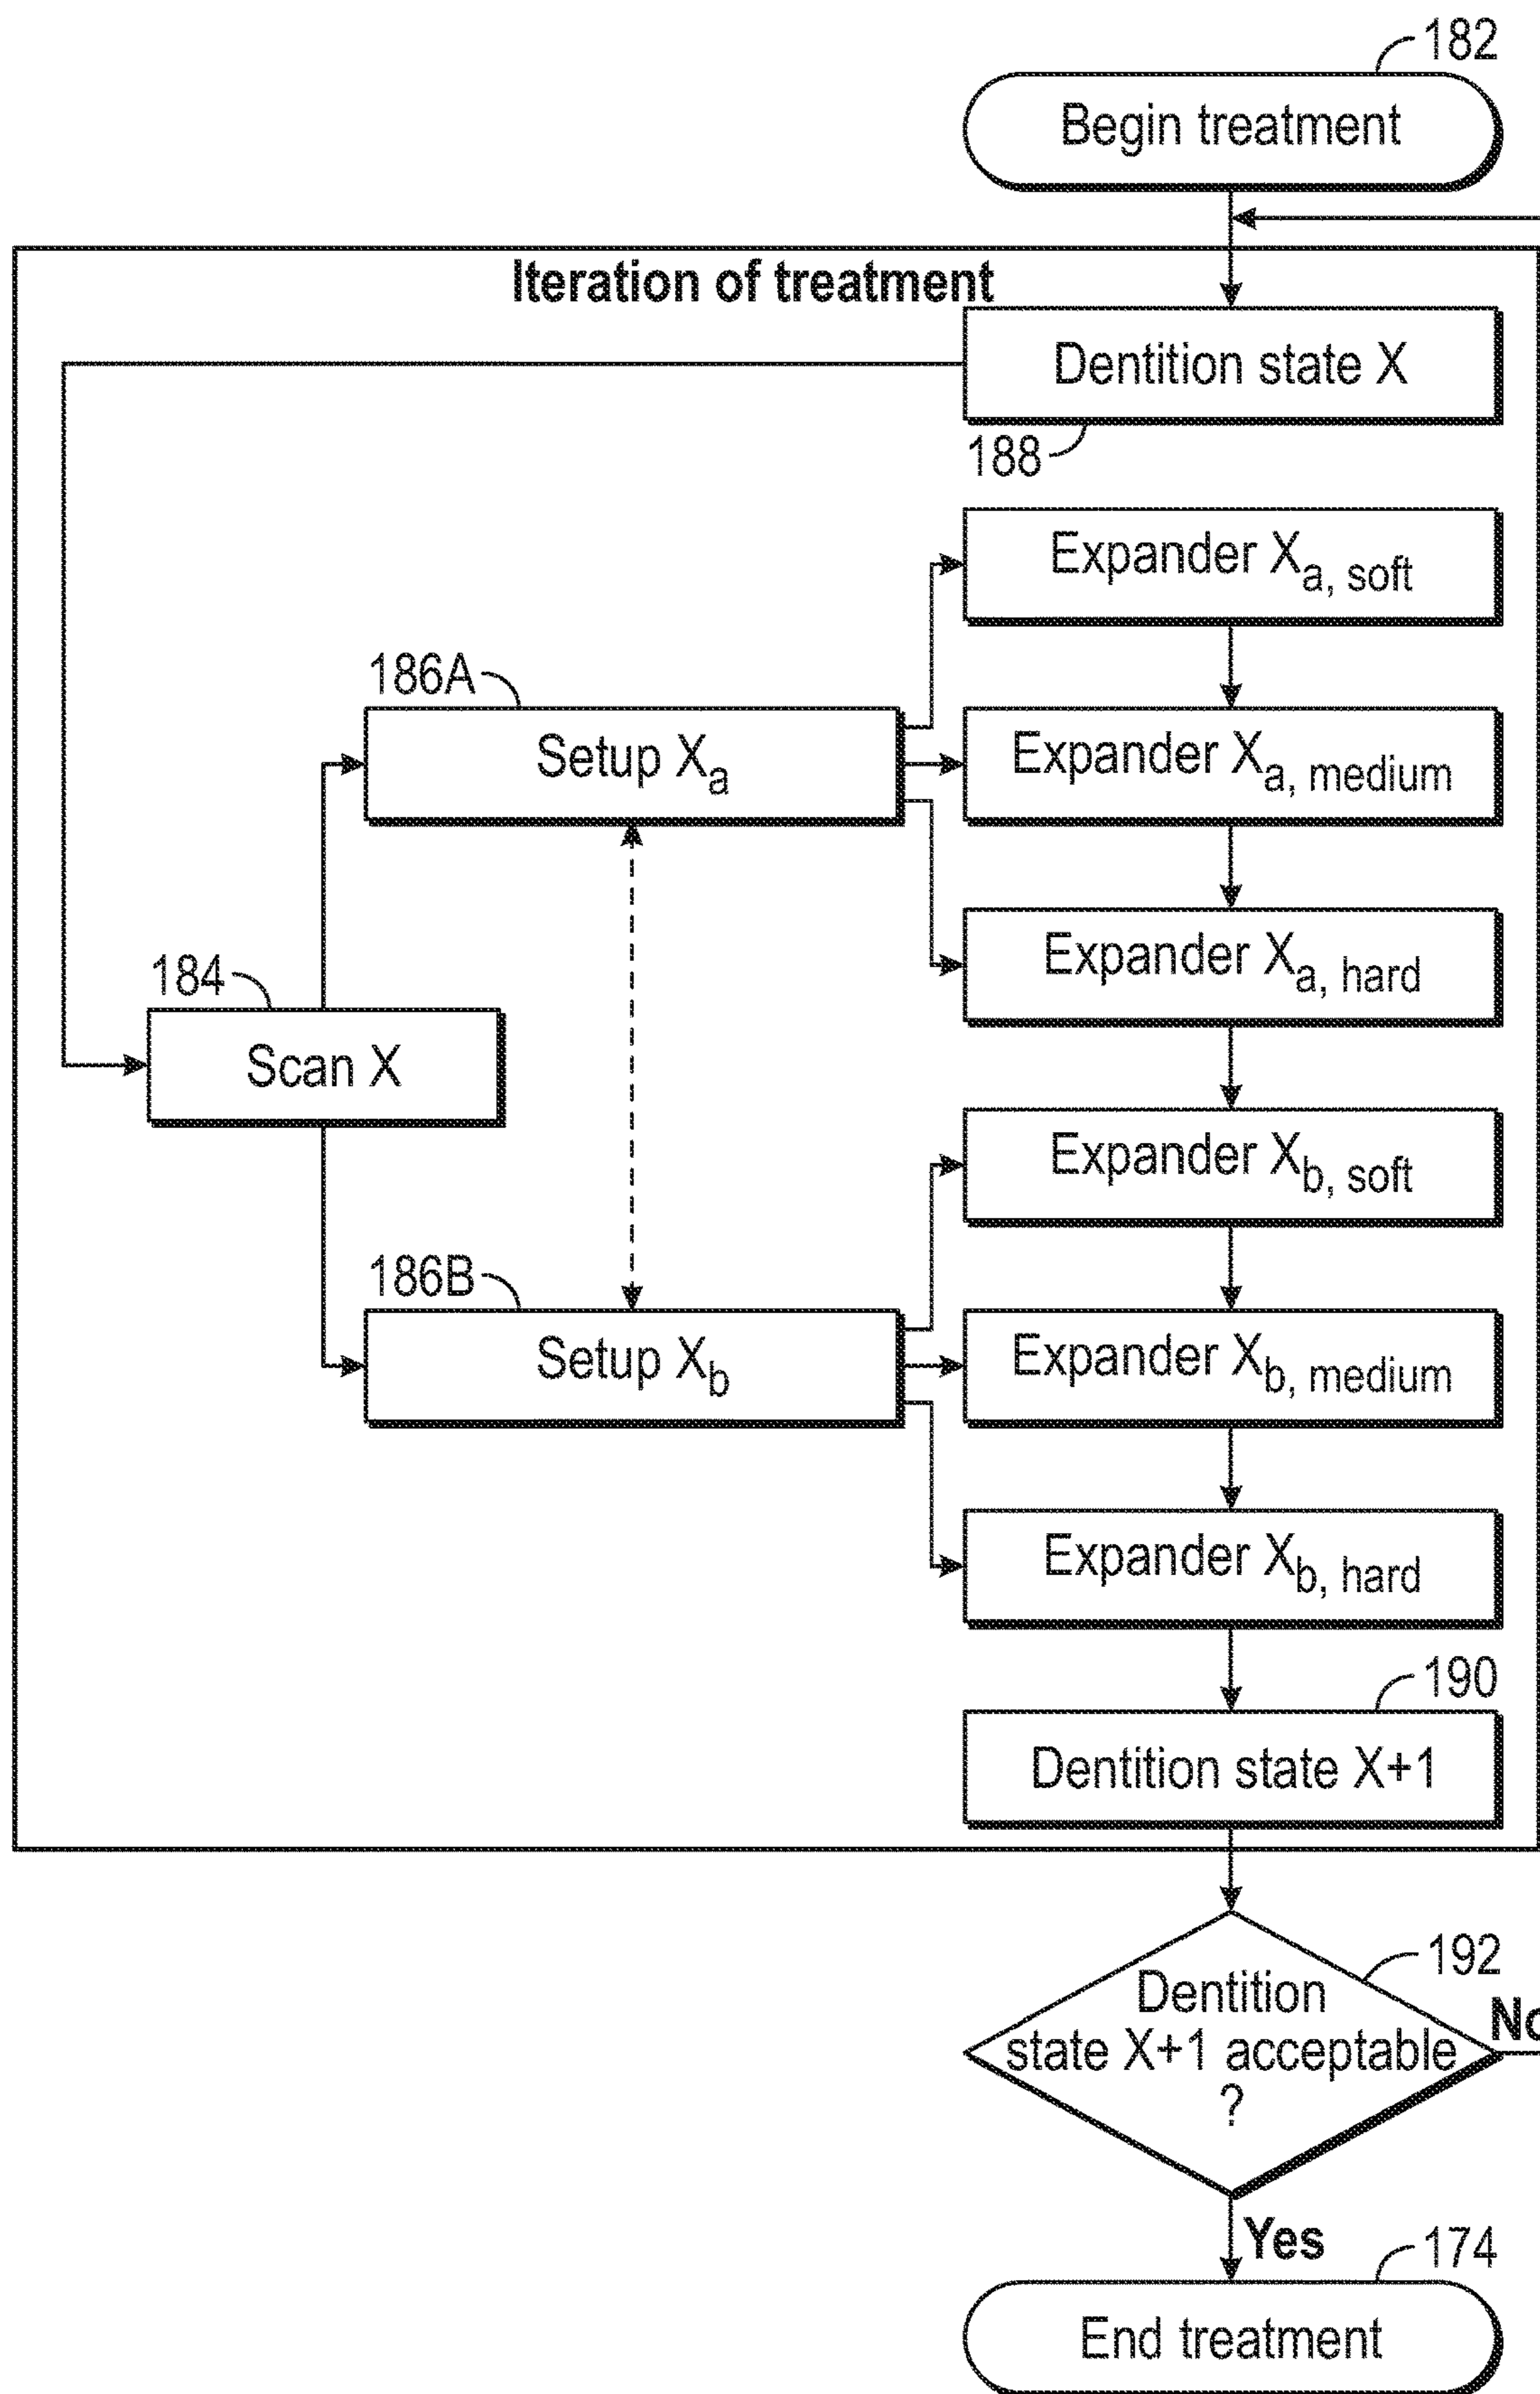 182
Begin treatment
Iteration of treatment
Dentition state X
188
Expander Xa, soft
186A
Setup Xa
Expander Xa, medium
Expander Xa, hard
184
Scan X
Expander Xb, soft
186B
Setup Xb
Expander Xb, medium
Expander Xb, hard
190
Dentition state X+1
192
Dentition
state X+1 acceptable
?
No
Yes
174
End treatment